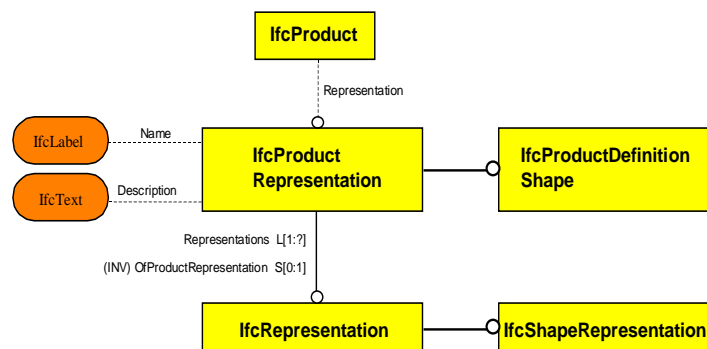 IfcProduct
Representation
IfcLabel
Name
IfcProduct
Representation
IfcProductDefinition
Shape
IfcText
Description
Representations L[1:?]
(INV) OfProductRepresentation S[0:1]
IfcRepresentation
IfcShapeRepresentation